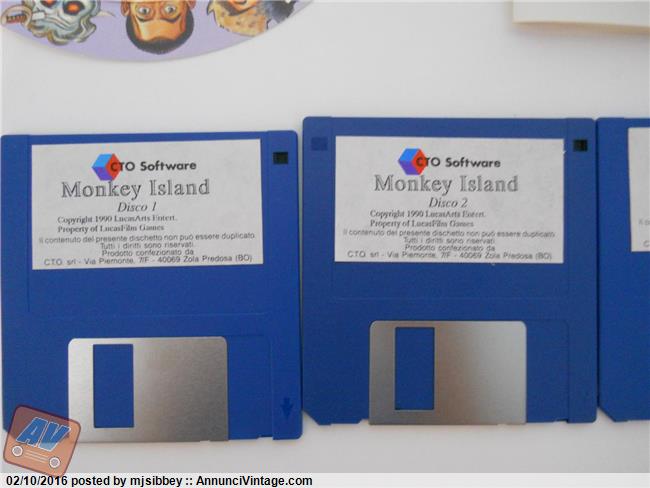 CTO Software
Monkey Island
Disco 1
Copyright 1990 LucasArts Entert.
Property of LucasFilm Games
Il contenuto del presente dischetto non può essere duplicato.
Tutti i diritti sono riservati.
Prodotto confezionato da
C.T.O. srl - Via Piemonte, 7/F - 40069 Zola Predosa (BO)
CTO Software
Monkey Island
Disco 2
Copyright 1990 LucasArts Entert.
Property of LucasFilm Games
Il contenuto del presente dischetto non può essere duplicato.
Tutti i diritti sono riservati.
Prodotto confezionato da
C.T.O. srl - Via Piemonte, 7/F - 40069 Zola Predosa (BO)
AV
02/10/2016 posted by mjsibbey :: AnnunciVintage.com